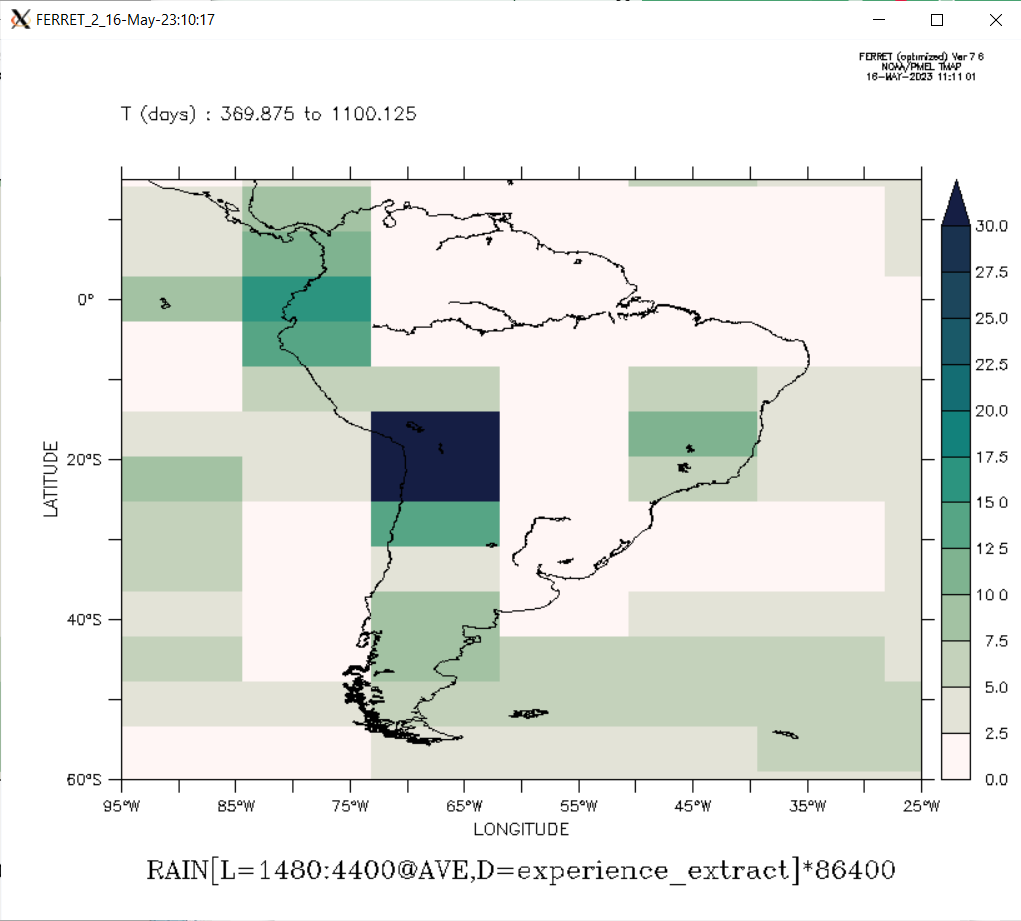 FERRET_2_16-May-23:10:17
FERRET (optimized) Ver 7 6
NOAA/PMEL TMAP
16-MAY-2023 11:11 01
T (days) : 369.875 to 1100.125
30.0
27.5
25.0
22.5
20.0
17.5
15.0
12.5
10.0
7.5
5.0
2.5
0.0
0°
20°S
40°S
60°S
LATITUDE
95°W 85°W 75°W 65°W 55°W 45°W 35°W 25°W
LONGITUDE
RAIN[L=1480:4400@AVE,D=experience_extract]*86400